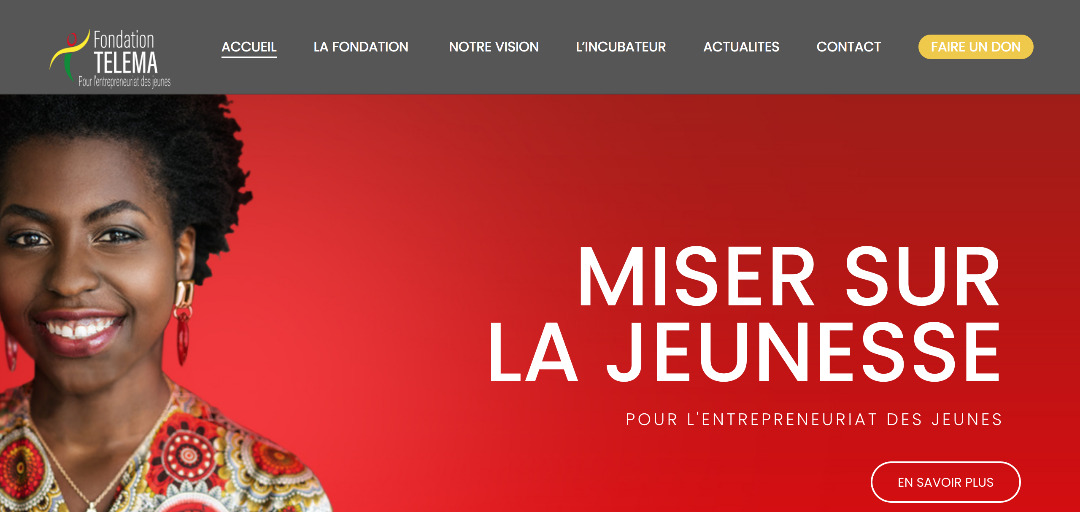 Fondation
TELEMA
Pour l'entrepreneuriat des jeunes
ACCUEIL
LA FONDATION
NOTRE VISION
L'INCUBATEUR
ACTUALITES
CONTACT
FAIRE UN DON
MISER SUR
LA JEUNESSE
POUR L'ENTREPRENEURIAT DES JEUNES
EN SAVOIR PLUS